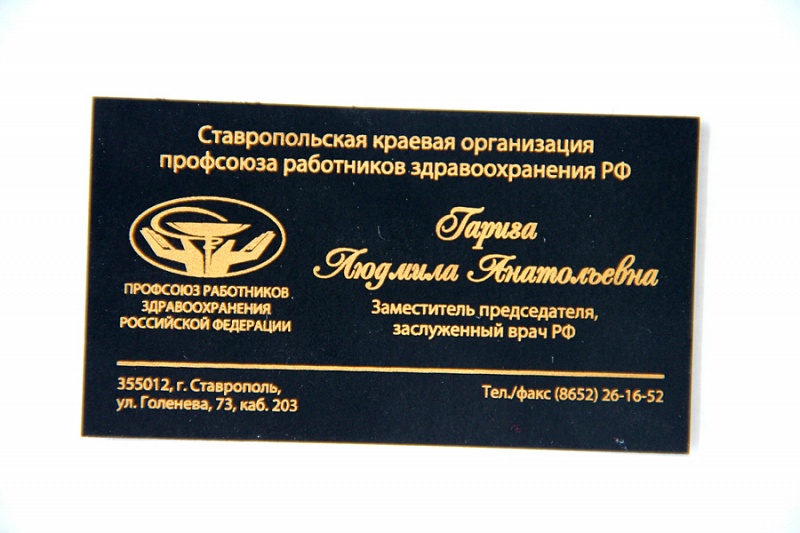 Ставропольская краевая организация
профсоюза работников здравоохранения РФ
ПРОФСОЮЗ РАБОТНИКОВ
ЗДРАВООХРАНЕНИЯ
РОССИЙСКОЙ ФЕДЕРАЦИИ
Гарига
Людмила Анатольевна
Заместитель председателя,
заслуженный врач РФ
355012, г. Ставрополь,
ул. Голенева, 73, каб. 203
Тел./факс (8652) 26-16-52